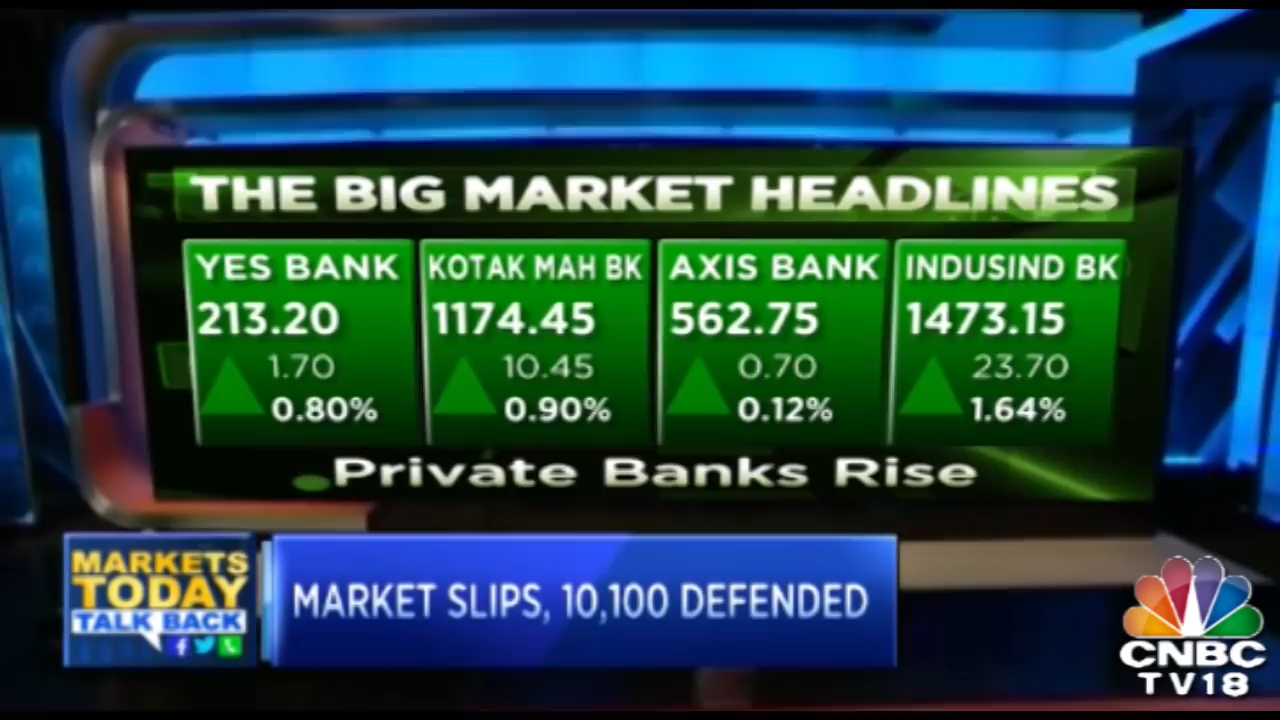 THE BIG MARKET HEADLINES
YES BANK
213.20
1.70
0.80%
KOTAK MAH BK
1174.45
10.45
0.90%
AXIS BANK
562.75
0.70
0.12%
INDUSIND BK
1473.15
23.70
1.64%
Private Banks Rise
MARKETS
TODAY
TALK BACK
MARKET SLIPS, 10,100 DEFENDED
CNBC
TV18